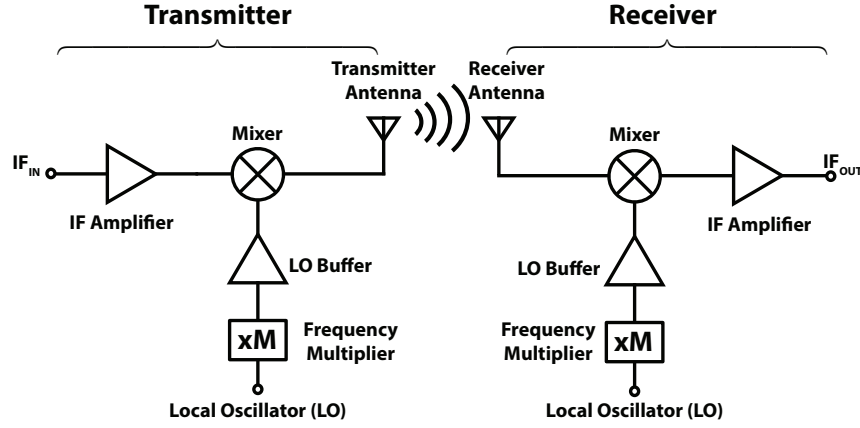 Transmitter
Receiver
Transmitter
Antenna
Receiver
Antenna
Mixer
Mixer
IF IN
IF OUT
IF Amplifier
IF Amplifier
LO Buffer
LO Buffer
xM
Frequency
Multiplier
Frequency
Multiplier
xM
Local Oscillator (LO)
Local Oscillator (LO)